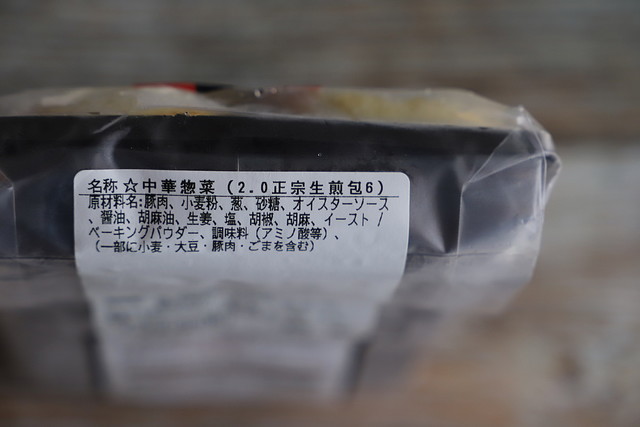 名称☆中華惣菜(2.0正宗生煎包6)
原材料名:豚肉、小麦粉、葱、砂糖、オイスターソース
、醤油、胡麻油、生姜、塩、胡椒、胡麻、イースト/
ベーキングパウダー、調味料(アミノ酸等)、
(一部に小麦・大豆・豚肉・ごまを含む)